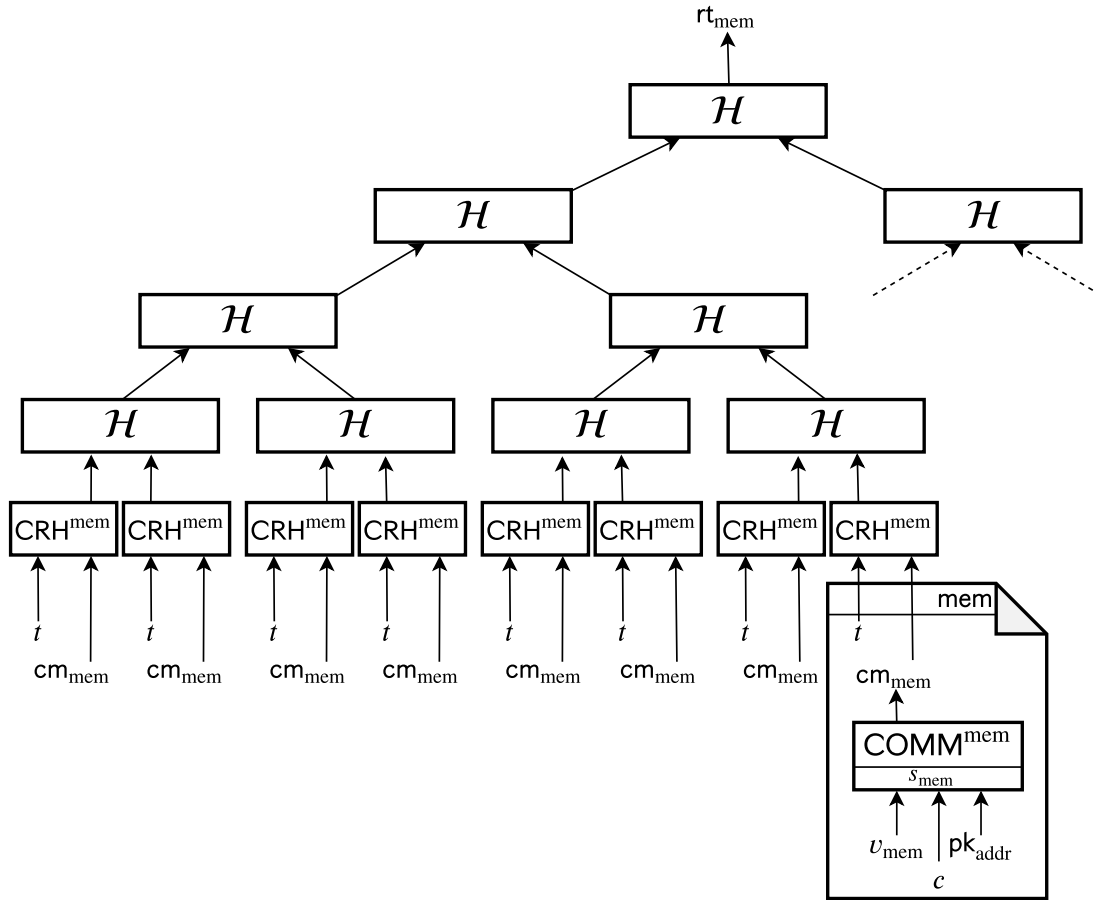 rt_mem
ℋ
ℋ ℋ
ℋ ℋ
ℋ ℋ ℋ ℋ
CRH^mem CRH^mem CRH^mem CRH^mem CRH^mem CRH^mem CRH^mem CRH^mem
mem
t t t t t t t t
cm_mem cm_mem cm_mem cm_mem cm_mem cm_mem cm_mem cm_mem
COMM^mem
s_mem
v_mem pk_addr
c